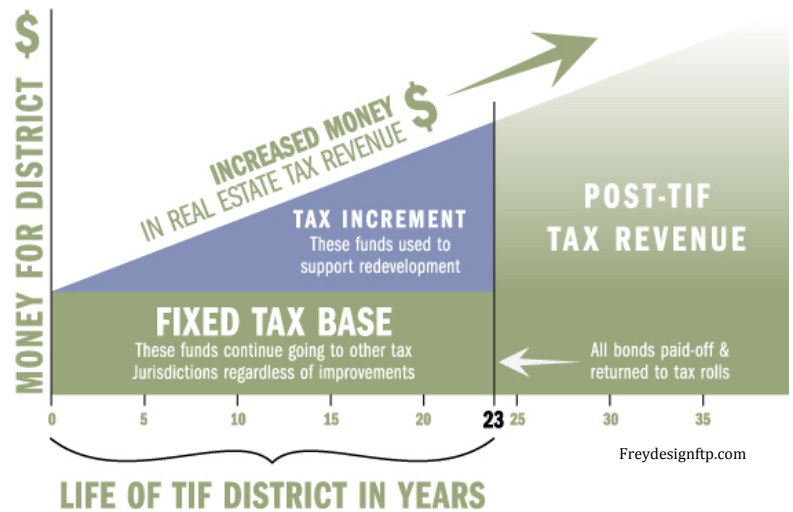 MONEY FOR DISTRICT $
INCREASED MONEY
IN REAL ESTATE TAX REVENUE
$
TAX INCREMENT
These funds used to
support redevelopment
POST-TIF
TAX REVENUE
FIXED TAX BASE
These funds continue going to other tax
Jurisdictions regardless of improvements
All bonds paid-off &
returned to tax rolls
0 5 10 15 20 23 25 30 35
Freydesignftp.com
LIFE OF TIF DISTRICT IN YEARS